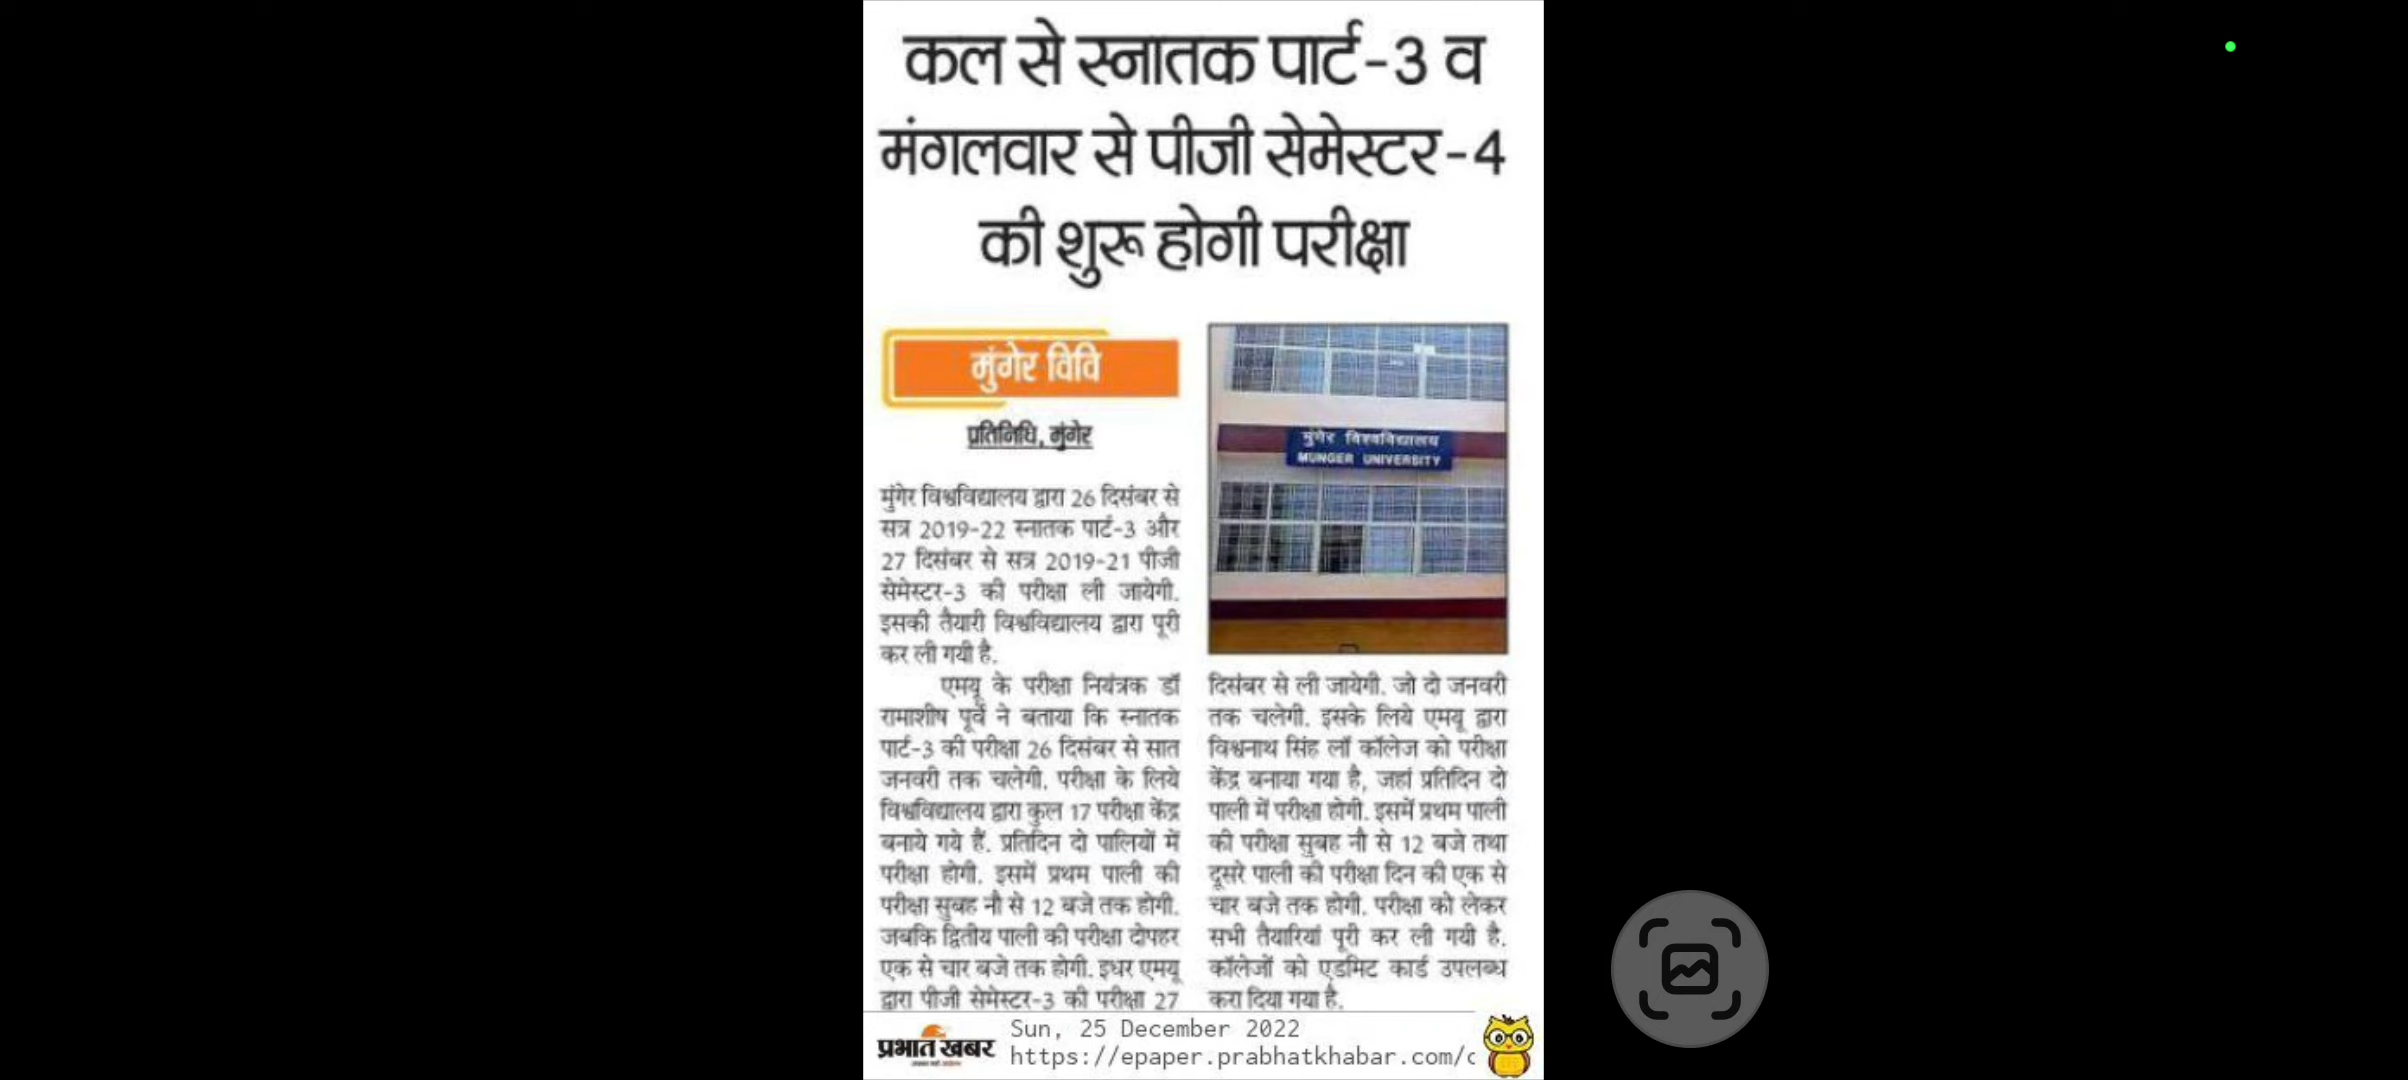 कल से स्नातक पार्ट-3 व
मंगलवार से पीजी सेमेस्टर-4
की शुरू होगी परीक्षा
मुंगेर विवि
प्रतिनिधि, मुंगेर
मुंगेर विश्वविद्यालय द्वारा 26 दिसंबर से
सत्र 2019-22 स्नातक पार्ट-3 और
27 दिसंबर से सत्र 2019-21 पीजी
सेमेस्टर-3 की परीक्षा ली जायेगी.
इसकी तैयारी विश्वविद्यालय द्वारा पूरी
कर ली गयी है.
एमयू के परीक्षा नियंत्रक डॉ
रामाशीष पूर्वे ने बताया कि स्नातक
पार्ट-3 की परीक्षा 26 दिसंबर से सात
जनवरी तक चलेगी. परीक्षा के लिये
विश्वविद्यालय द्वारा कुल 17 परीक्षा केंद्र
बनाये गये हैं. प्रतिदिन दो पालियों में
परीक्षा होगी. इसमें प्रथम पाली की
परीक्षा सुबह नौ से 12 बजे तक होगी.
जबकि द्वितीय पाली की परीक्षा दोपहर
एक से चार बजे तक होगी. इधर एमयू
द्वारा पीजी सेमेस्टर-3 की परीक्षा 27
मुंगेर विश्वविद्यालय
MUNGER UNIVERSITY
दिसंबर से ली जायेगी. जो दो जनवरी
तक चलेगी. इसके लिये एमयू द्वारा
विश्वनाथ सिंह लॉ कॉलेज को परीक्षा
केंद्र बनाया गया है, जहां प्रतिदिन दो
पाली में परीक्षा होगी. इसमें प्रथम पाली
की परीक्षा सुबह नौ से 12 बजे तथा
दूसरे पाली की परीक्षा दिन की एक से
चार बजे तक होगी. परीक्षा को लेकर
सभी तैयारियां पूरी कर ली गयी है.
कॉलेजों को एडमिट कार्ड उपलब्ध
करा दिया गया है.
प्रभात खबर
Sun, 25 December 2022
https://epaper.prabhatkhabar.com/c